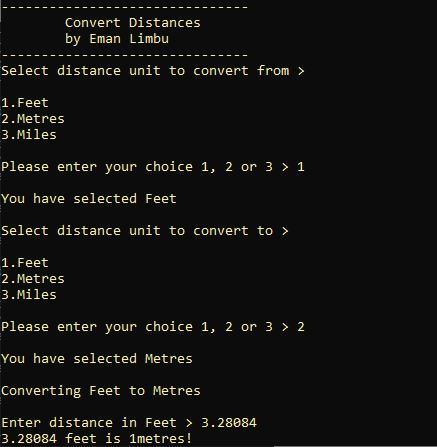 -------------------------------
Convert Distances
by Eman Limbu
-------------------------------
Select distance unit to convert from >
1.Feet
2.Metres
3.Miles
Please enter your choice 1, 2 or 3 > 1
You have selected Feet
Select distance unit to convert to >
1.Feet
2.Metres
3.Miles
Please enter your choice 1, 2 or 3 > 2
You have selected Metres
Converting Feet to Metres
Enter distance in Feet > 3.28084
3.28084 feet is 1metres!